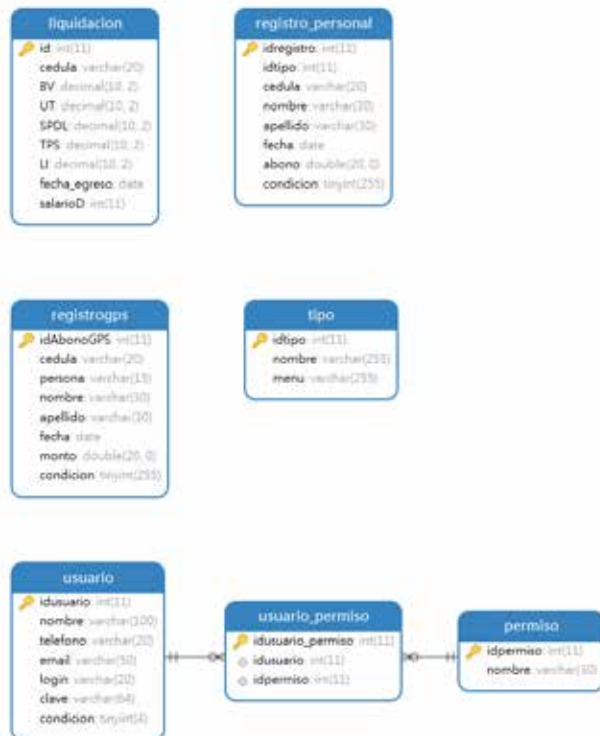 liquidacion
id: int(11)
cedula: varchar(20)
BV: decimal(10, 2)
UT: decimal(10, 2)
SPDL: decimal(10, 2)
TPS: decimal(10, 2)
LI: decimal(10, 2)
fecha_egreso: date
salarioD: int(11)
registro_personal
idregistro: int(11)
idtipo: int(11)
cedula: varchar(20)
nombre: varchar(30)
apellido: varchar(30)
fecha: date
abono: double(20, 0)
condicion: tinyint(255)
registrogps
idAbonoGPS: int(11)
cedula: varchar(20)
persona: varchar(15)
nombre: varchar(30)
apellido: varchar(30)
fecha: date
monto: double(20, 0)
condicion: tinyint(255)
tipo
idtipo: int(11)
nombre: varchar(255)
menu: varchar(255)
usuario
idusuario: int(11)
nombre: varchar(100)
telefono: varchar(20)
email: varchar(50)
login: varchar(20)
clave: varchar(64)
condicion: tinyint(4)
usuario_permiso
idusuario_permiso: int(11)
idusuario: int(11)
idpermiso: int(11)
permiso
idpermiso: int(11)
nombre: varchar(30)